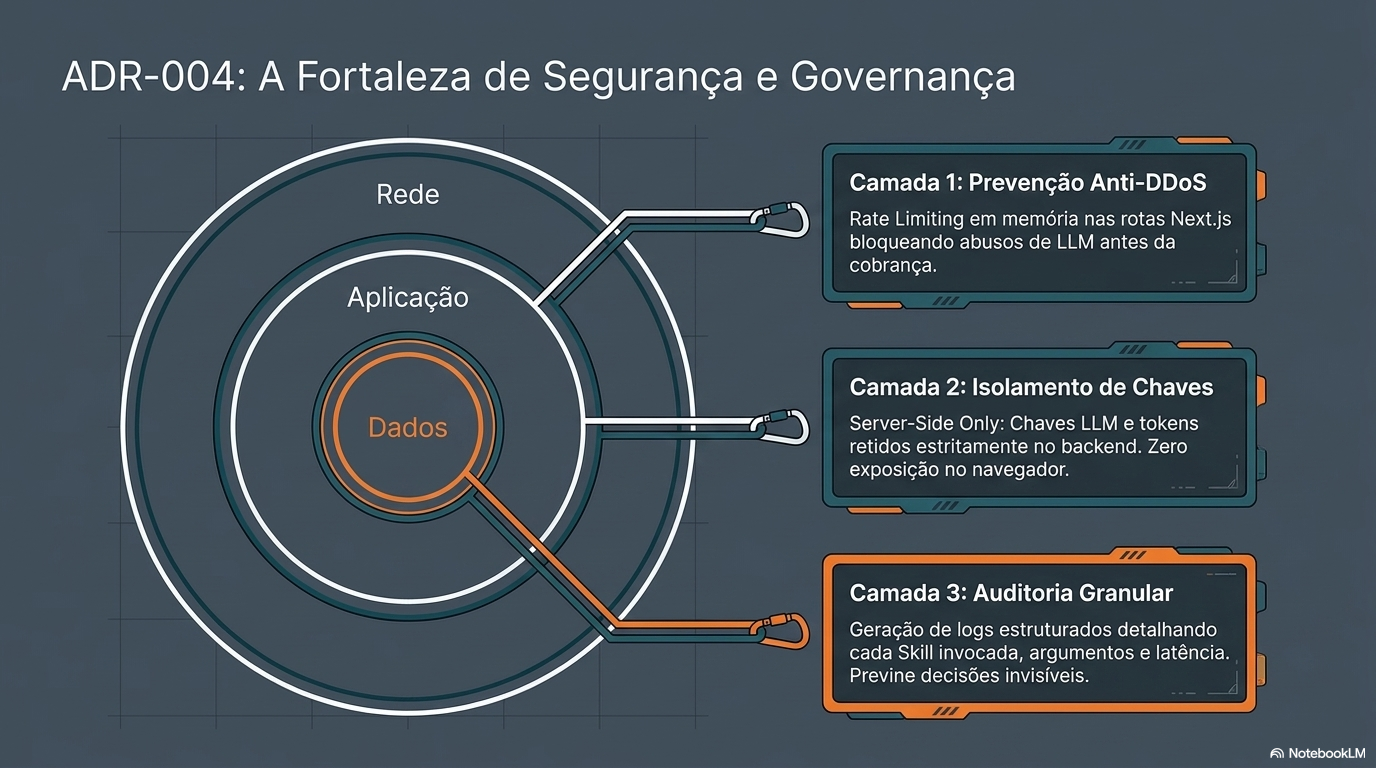 ADR-004: A Fortaleza de Segurança e Governança
Rede
Aplicação
Dados
Camada 1: Prevenção Anti-DDoS
Rate Limiting em memória nas rotas Next.js
bloqueando abusos de LLM antes da
cobrança.
Camada 2: Isolamento de Chaves
Server-Side Only: Chaves LLM e tokens
retidos estritamente no backend. Zero
exposição no navegador.
Camada 3: Auditoria Granular
Geração de logs estruturados detalhando
cada Skill invocada, argumentos e latência.
Previne decisões invisíveis.
NotebookLM